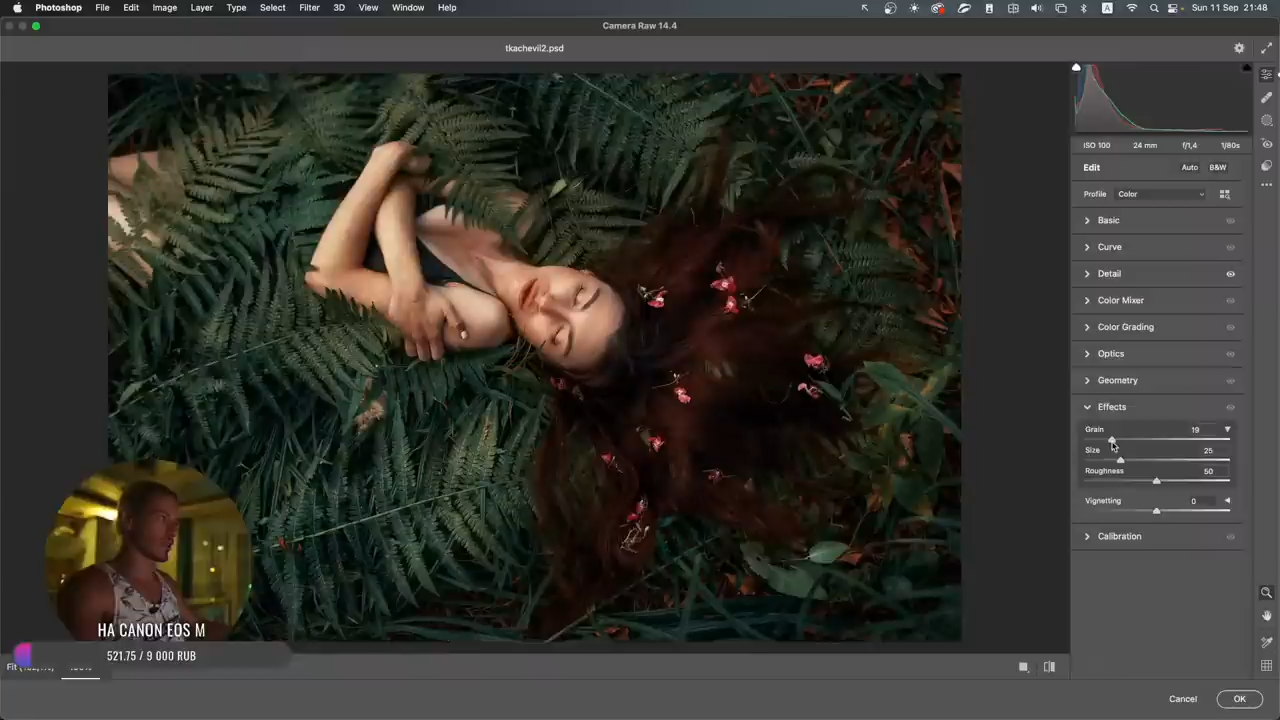 Photoshop File Edit Image Layer Type Select Filter 3D View Window Help A Sun 11 Sep 21:48
Camera Raw 14.4
tkachevil2.psd
ISO 100 24 mm f/1,4 1/80s
Edit Auto B&W
Profile Color
Basic
Curve
Detail
Color Mixer
Color Grading
Optics
Geometry
Effects
Grain 19
Size 25
Roughness 50
Vignetting 0
Calibration
НА CANON EOS M
521.75 / 9 000 RUB
Fit
Cancel OK